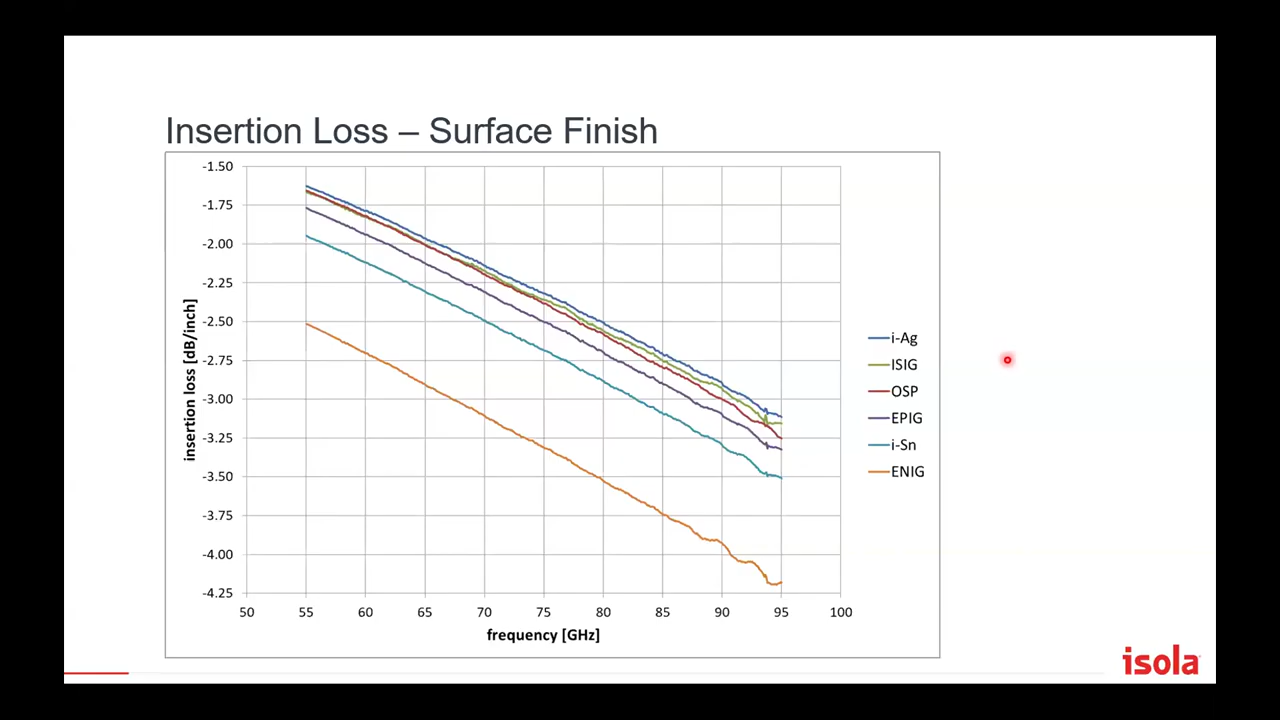 Insertion Loss – Surface Finish
-1.50
-1.75
-2.00
-2.25
-2.50
-2.75
-3.00
-3.25
-3.50
-3.75
-4.00
-4.25
insertion loss [dB/inch]
50 55 60 65 70 75 80 85 90 95 100
frequency [GHz]
i-Ag
ISIG
OSP
EPIG
i-Sn
ENIG
isola